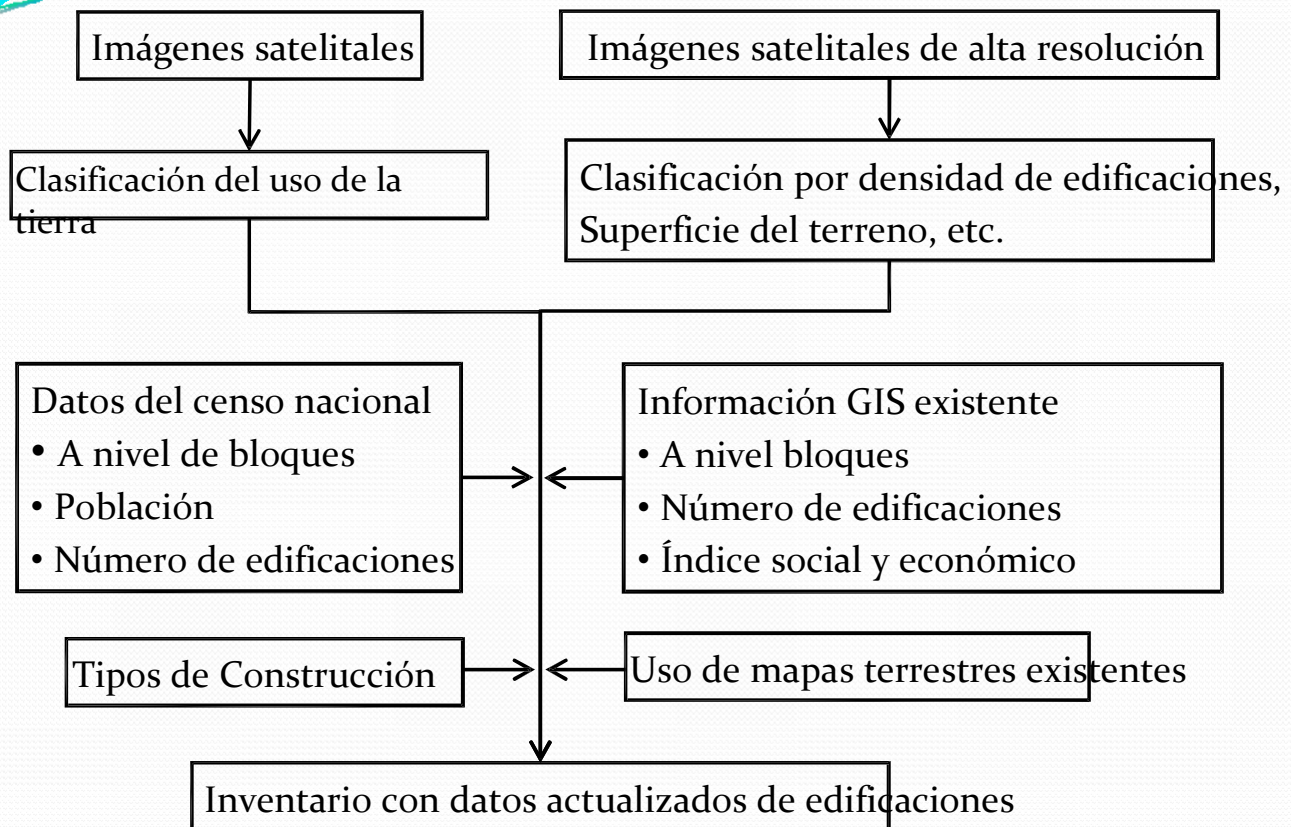 Imágenes satelitales
Imágenes satelitales de alta resolución
Clasificación del uso de la
tierra
Clasificación por densidad de edificaciones,
Superficie del terreno, etc.
Datos del censo nacional
• A nivel de bloques
• Población
• Número de edificaciones
Información GIS existente
• A nivel bloques
• Número de edificaciones
• Índice social y económico
Tipos de Construcción
Uso de mapas terrestres existentes
Inventario con datos actualizados de edificaciones